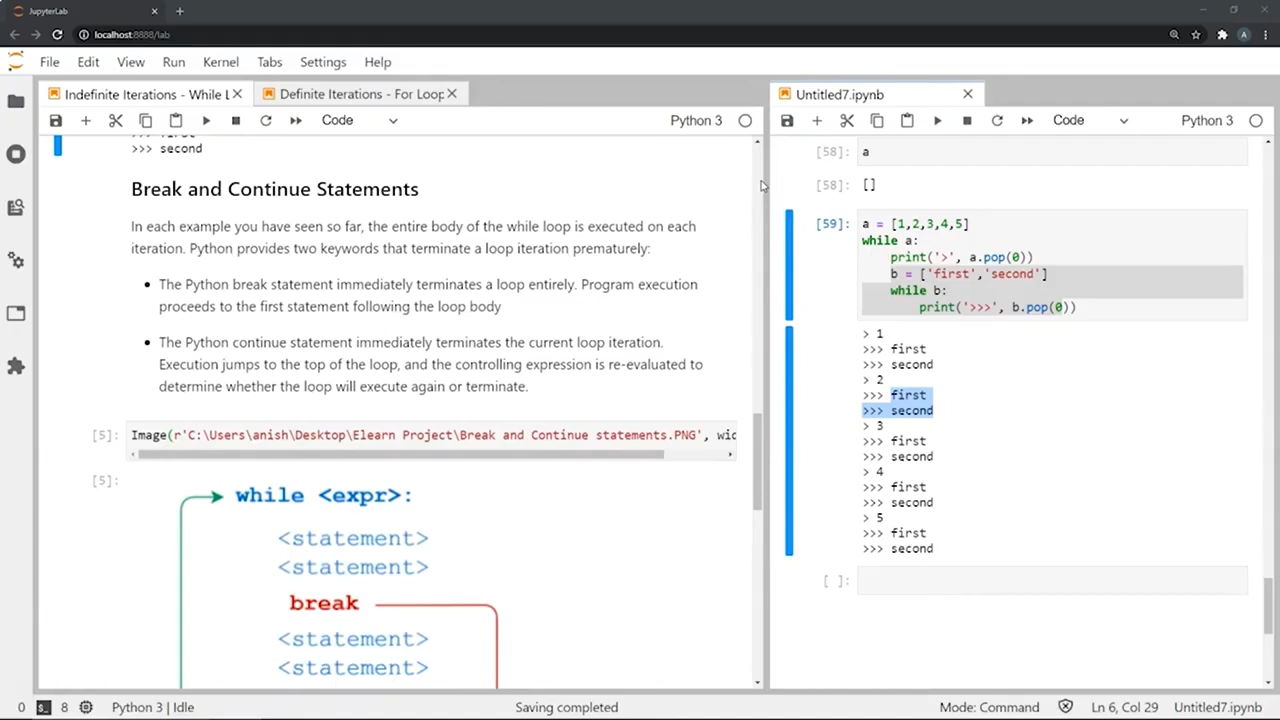 JupyterLab
localhost:8888/lab
A
File Edit View Run Kernel Tabs Settings Help
Indefinite Iterations - While L
Definite Iterations - For Loop
Untitled7.ipynb
Code
Python 3
Code
Python 3
>>> second
Break and Continue Statements
In each example you have seen so far, the entire body of the while loop is executed on each
iteration. Python provides two keywords that terminate a loop iteration prematurely:
• The Python break statement immediately terminates a loop entirely. Program execution
proceeds to the first statement following the loop body
• The Python continue statement immediately terminates the current loop iteration.
Execution jumps to the top of the loop, and the controlling expression is re-evaluated to
determine whether the loop will execute again or terminate.
[5]: Image(r'C:\Users\anish\Desktop\Elearn Project\Break and Continue statements.PNG', wid
[5]:
while <expr>:
<statement>
<statement>
break
<statement>
<statement>
[58]: a
[58]: []
[59]: a = [1,2,3,4,5]
while a:
print('>', a.pop(0))
b = ['first','second']
while b:
print('>>>', b.pop(0))
> 1
>>> first
>>> second
> 2
>>> first
>>> second
> 3
>>> first
>>> second
> 4
>>> first
>>> second
> 5
>>> first
>>> second
[ ]:
0 8 Python 3 | Idle Saving completed Mode: Command Ln 6, Col 29 Untitled7.ipynb